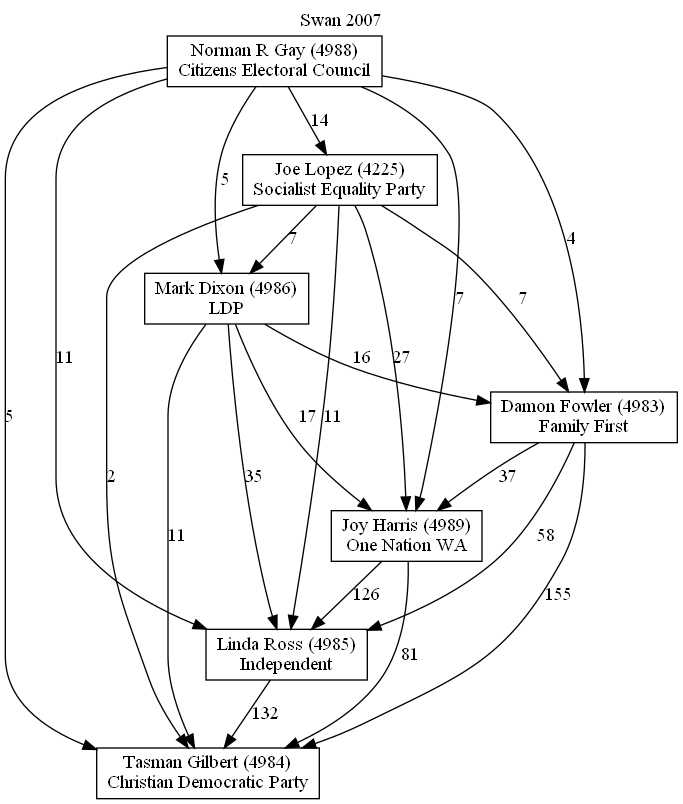 Swan 2007
Norman R Gay (4988)
Citizens Electoral Council
14
Joe Lopez (4225)
Socialist Equality Party
5
7
4
Mark Dixon (4986)
LDP
7
7
11
16
27
Damon Fowler (4983)
Family First
5
17
11
2
35
37
Joy Harris (4989)
One Nation WA
11
58
126
155
Linda Ross (4985)
Independent
81
132
Tasman Gilbert (4984)
Christian Democratic Party